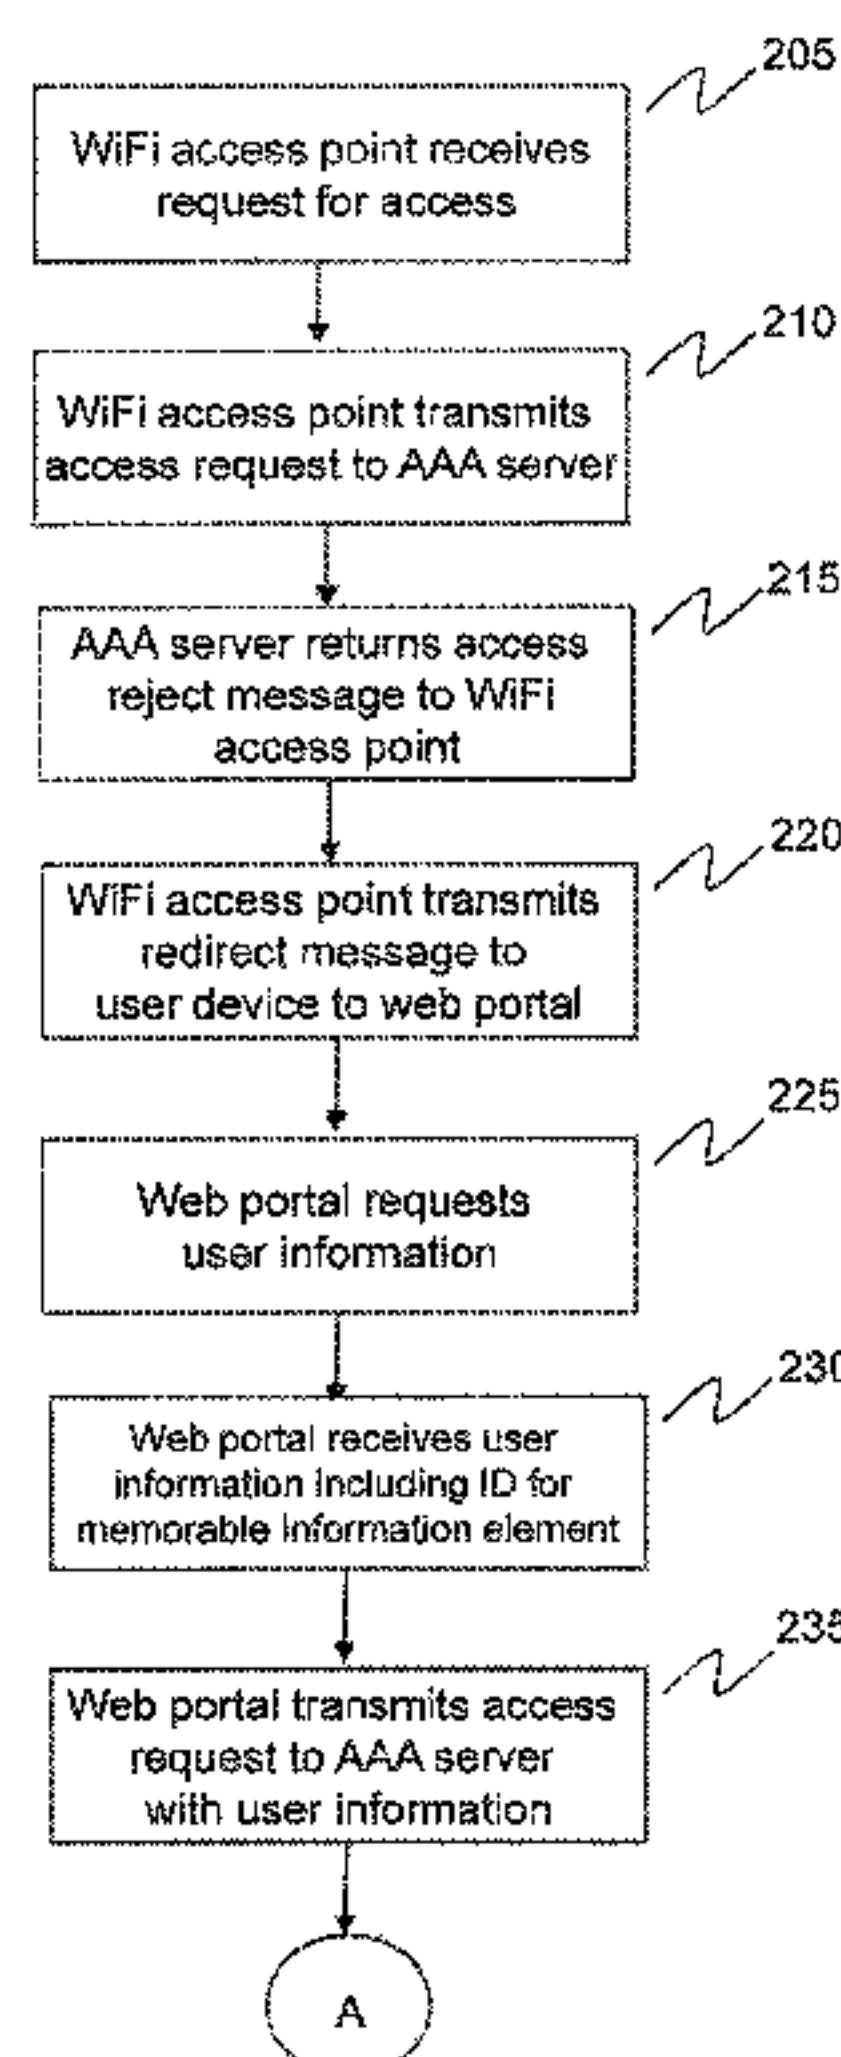 205
WiFi access point receives
request for access
210
WiFi access point transmits
access request to AAA server
215
AAA server returns access
reject message to WiFi
access point
220
WiFi access point transmits
redirect message to
user device to web portal
225
Web portal requests
user information
230
Web portal receives user
information including ID for
memorable information element
235
Web portal transmits access
request to AAA server
with user information
A